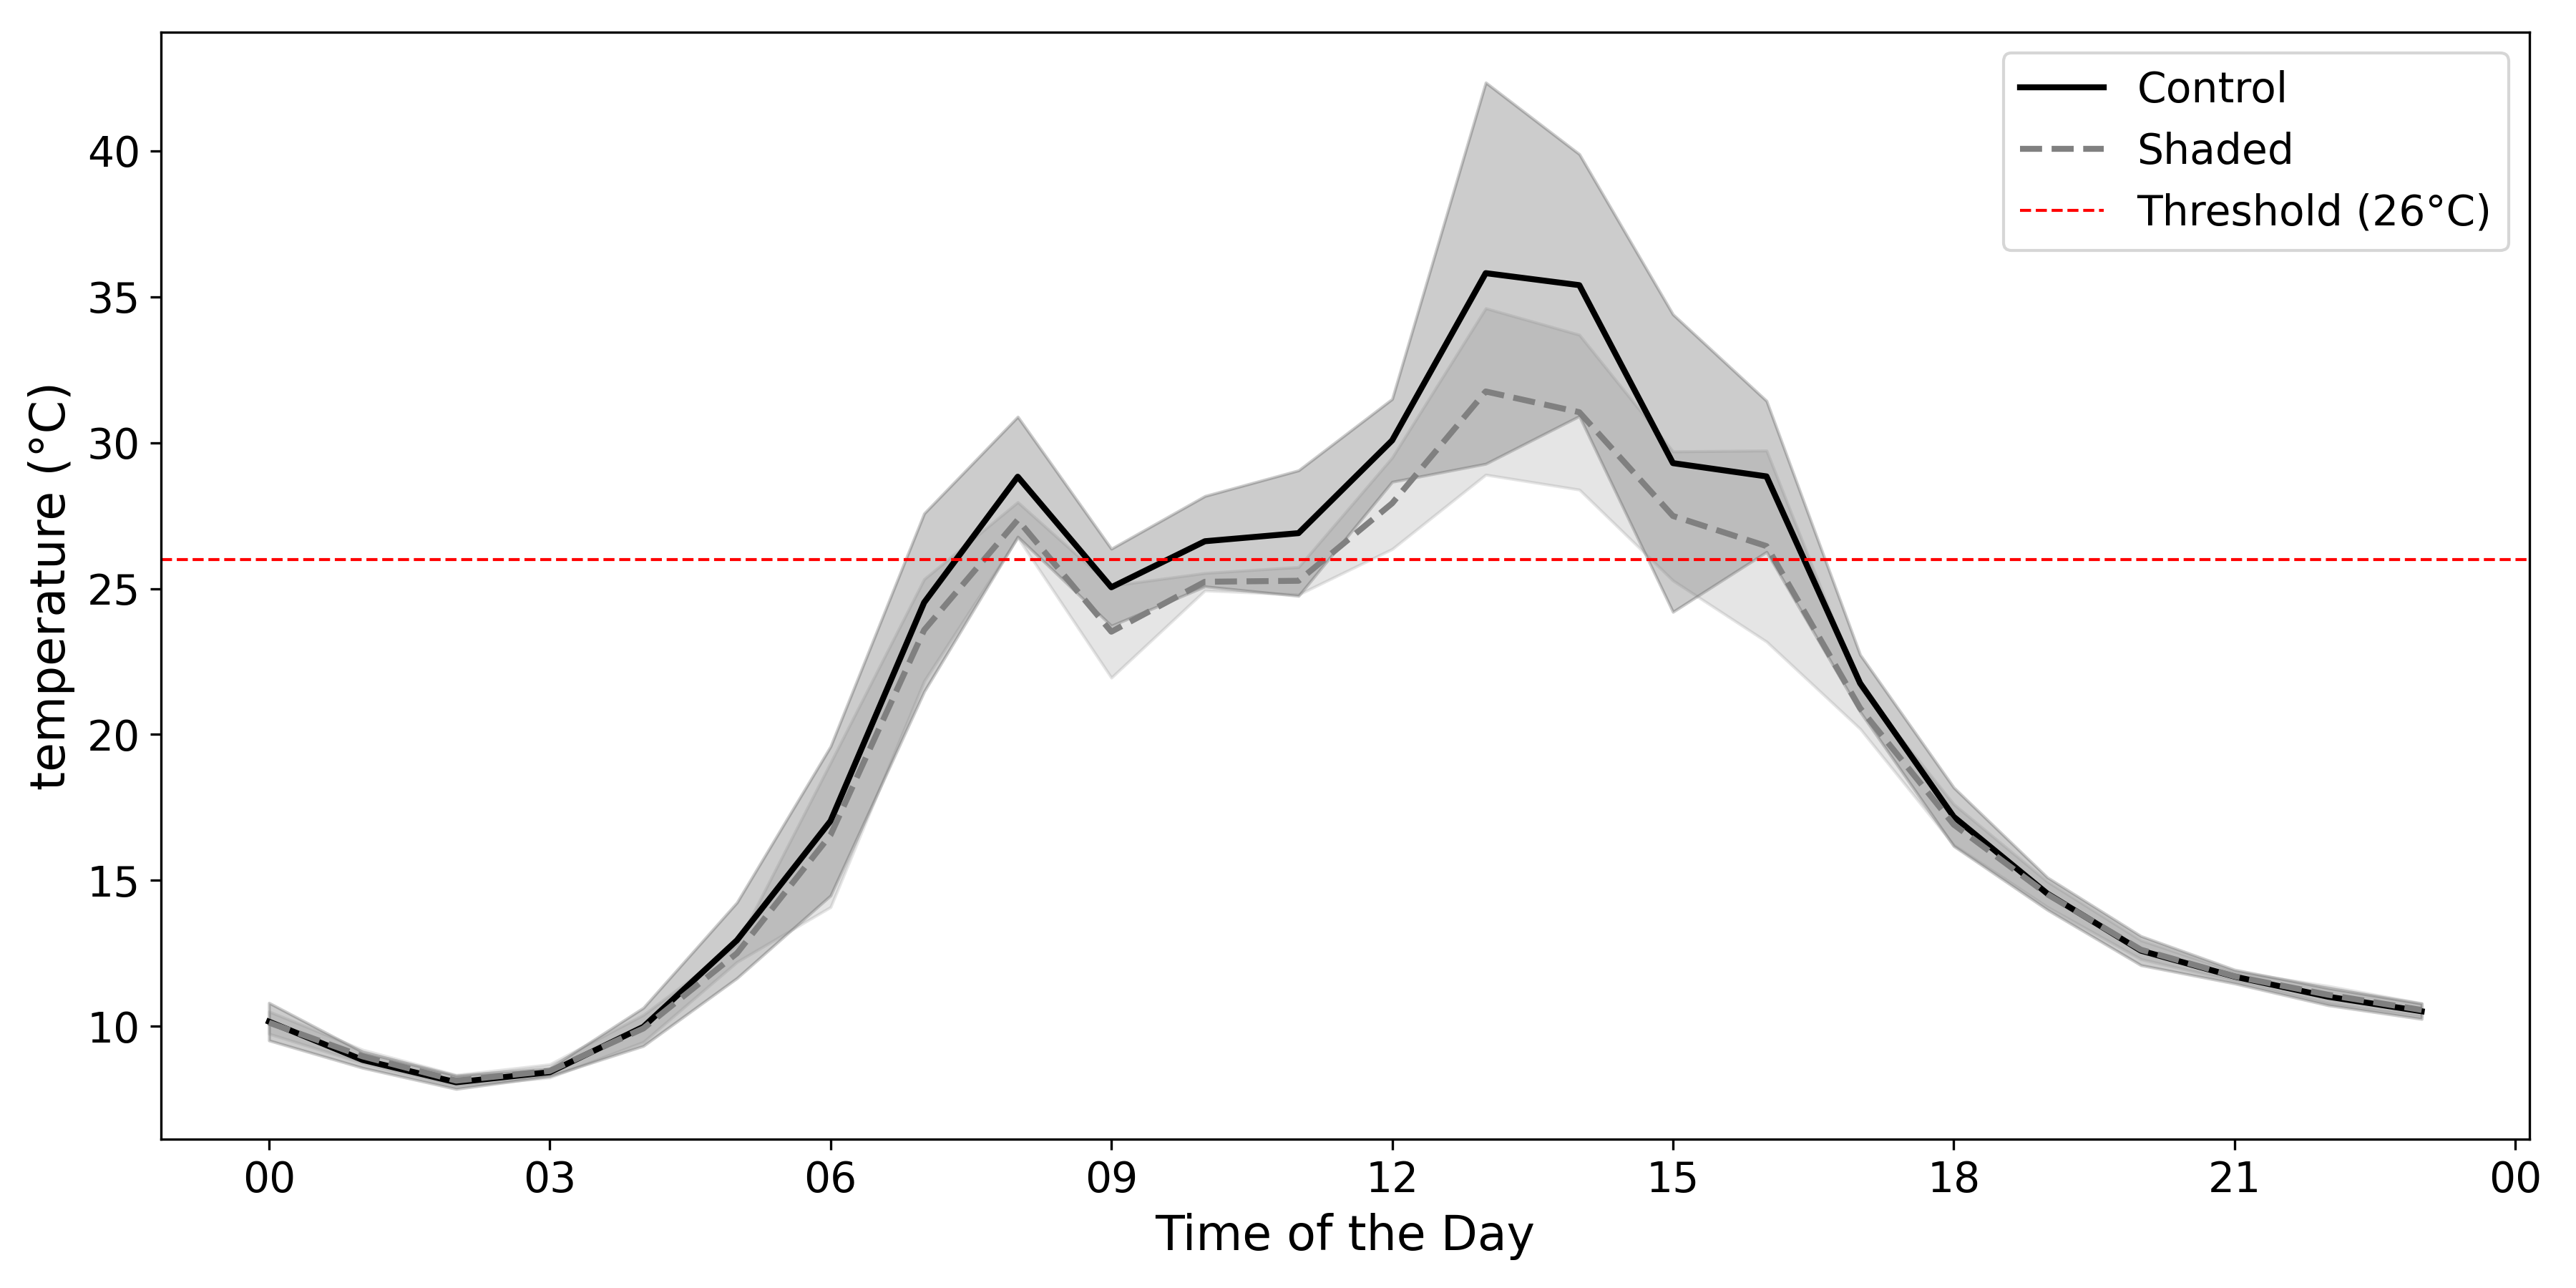 Control
Shaded
Threshold (26°C)
temperature (°C)
40
35
30
25
20
15
10
00 03 06 09 12 15 18 21 00
Time of the Day